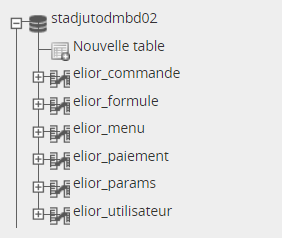 stadjutodmbd02
Nouvelle table
elior_commande
elior_formule
elior_menu
elior_paiement
elior_params
elior_utilisateur